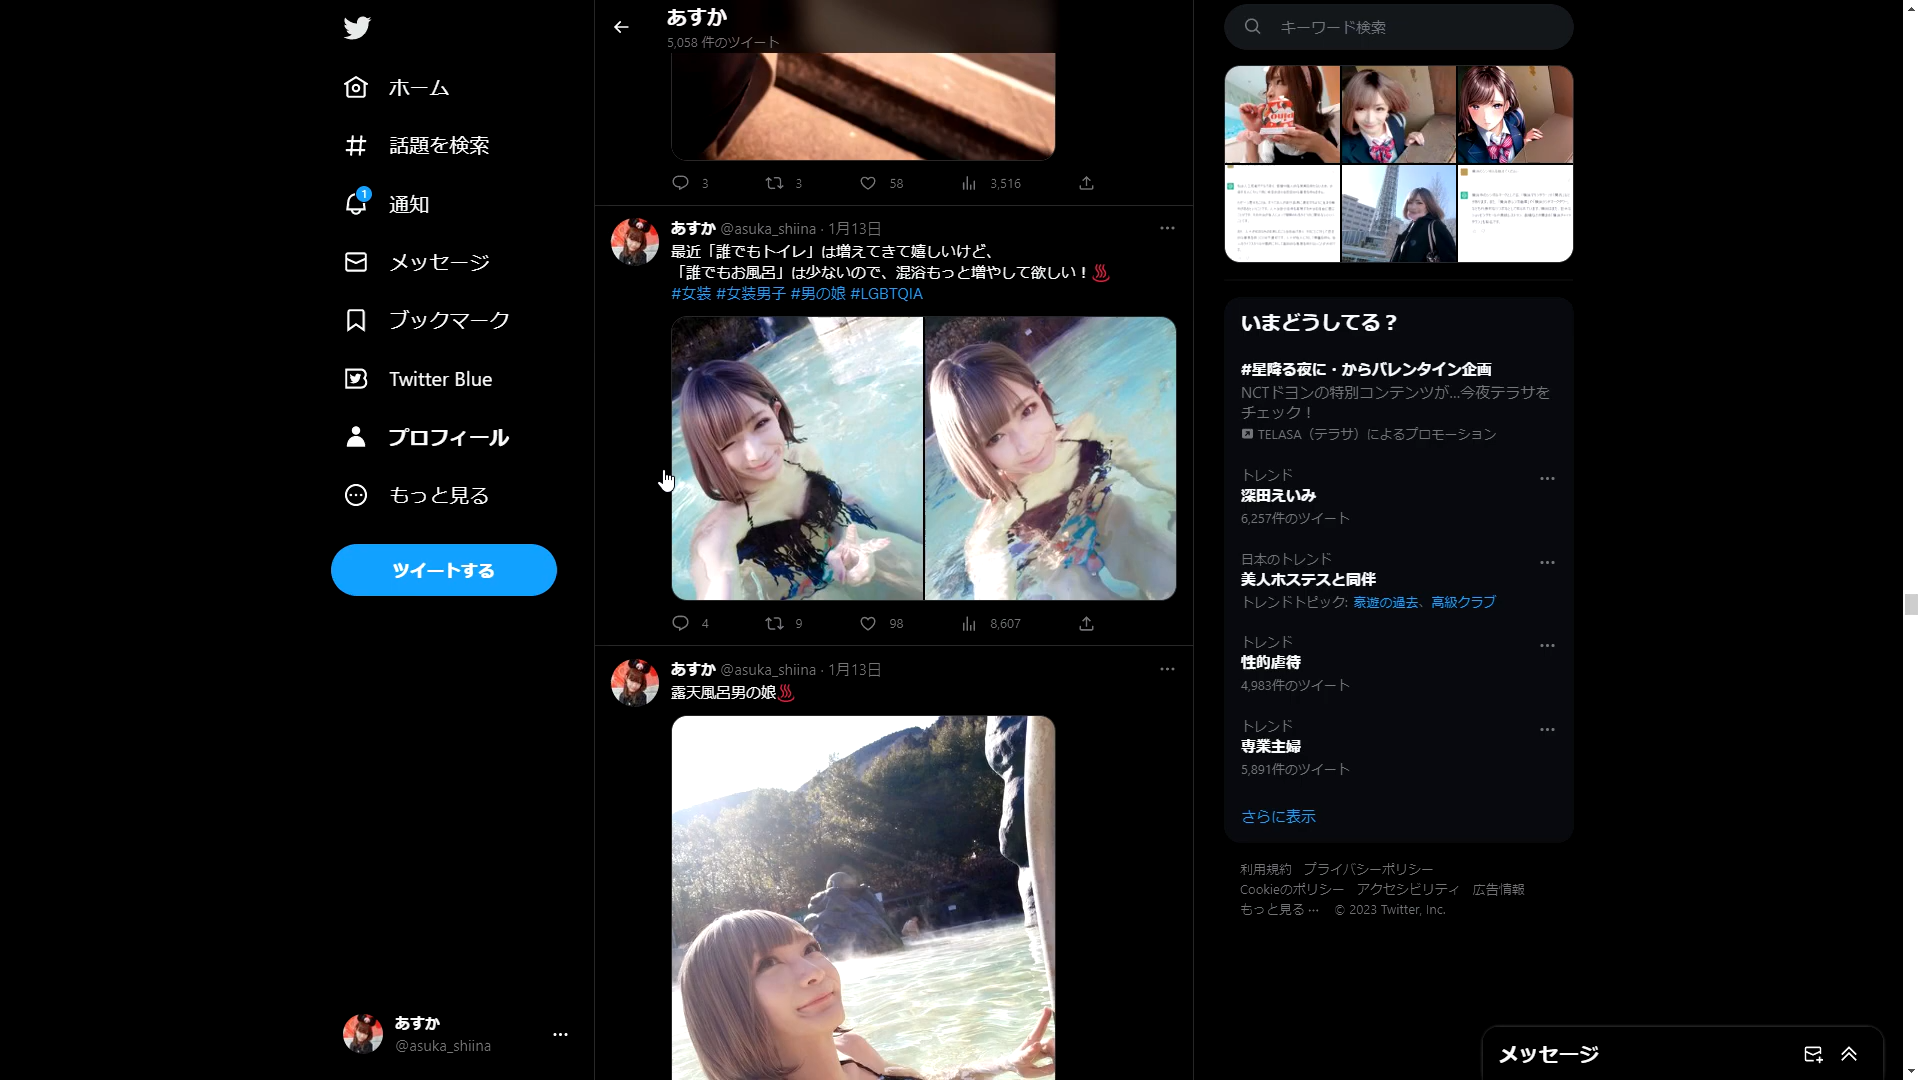 ホーム
話題を検索
1
通知
メッセージ
ブックマーク
Twitter Blue
プロフィール
もっと見る
ツイートする
あすか
@asuka_shiina
あすか
5,058 件のツイート
3
3
58
3,516
あすか @asuka_shiina · 1月13日
最近「誰でもトイレ」は増えてきて嬉しいけど、
「誰でもお風呂」は少ないので、混浴もっと増やして欲しい！♨
#女装 #女装男子 #男の娘 #LGBTQIA
4
9
98
8,607
あすか @asuka_shiina · 1月13日
露天風呂男の娘♨
キーワード検索
いまどうしてる？
#星降る夜に・からバレンタイン企画
NCTドヨンの特別コンテンツが...今夜テラサを
チェック！
TELASA（テラサ）によるプロモーション
トレンド
深田えいみ
6,257件のツイート
日本のトレンド
美人ホステスと同伴
トレンドトピック: 豪遊の過去、高級クラブ
トレンド
性的虐待
4,983件のツイート
トレンド
専業主婦
5,891件のツイート
さらに表示
利用規約 プライバシーポリシー
Cookieのポリシー アクセシビリティ 広告情報
もっと見る ··· © 2023 Twitter, Inc.
メッセージ